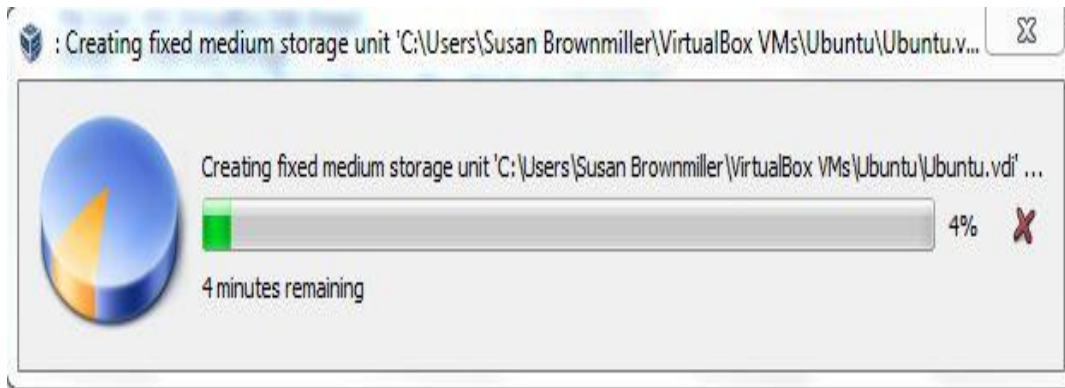 : Creating fixed medium storage unit 'C:\Users\Susan Brownmiller\VirtualBox VMs\Ubuntu\Ubuntu.v...
Creating fixed medium storage unit 'C:\Users\Susan Brownmiller\VirtualBox VMs\Ubuntu\Ubuntu.vdi' ...
4%
4 minutes remaining